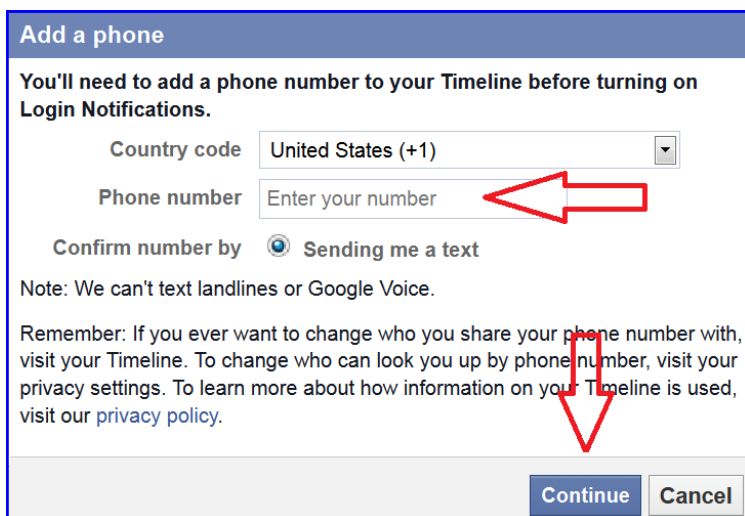 Add a phone
You'll need to add a phone number to your Timeline before turning on
Login Notifications.
Country code United States (+1)
Phone number Enter your number
Confirm number by Sending me a text
Note: We can't text landlines or Google Voice.
Remember: If you ever want to change who you share your phone number with,
visit your Timeline. To change who can look you up by phone number, visit your
privacy settings. To learn more about how information on your Timeline is used,
visit our privacy policy.
Continue Cancel